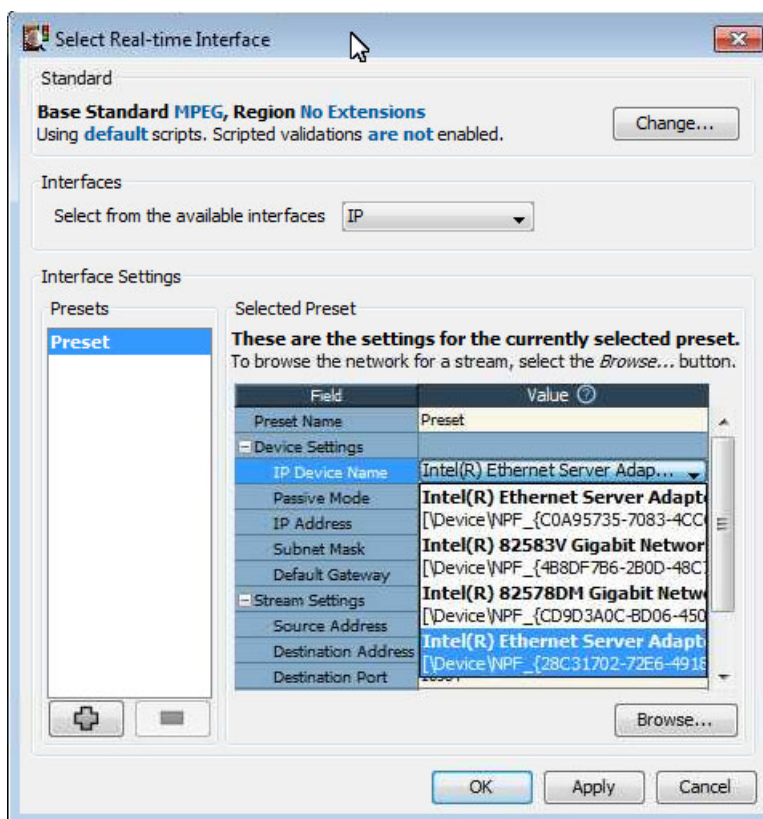 Select Real-time Interface
Standard
Base Standard MPEG, Region No Extensions
Using default scripts. Scripted validations are not enabled.
Change...
Interfaces
Select from the available interfaces IP
Interface Settings
Presets
Preset
Selected Preset
These are the settings for the currently selected preset.
To browse the network for a stream, select the Browse... button.
Field Value
Preset Name Preset
Device Settings
IP Device Name Intel(R) Ethernet Server Adap...
Passive Mode Intel(R) Ethernet Server Adapt
IP Address [\Device\NPF_{C0A95735-7083-4CC
Subnet Mask Intel(R) 82583V Gigabit Networ
[\Device\NPF_{4B8DF7B6-2B0D-48C
Default Gateway
Intel(R) 82578DM Gigabit Netw
Stream Settings
[\Device\NPF_{CD9D3A0C-BD06-450
Source Address
Intel(R) Ethernet Server Adapt
Destination Address
[\Device\NPF_{28C31702-72E6-4918
Destination Port
Browse...
OK Apply Cancel